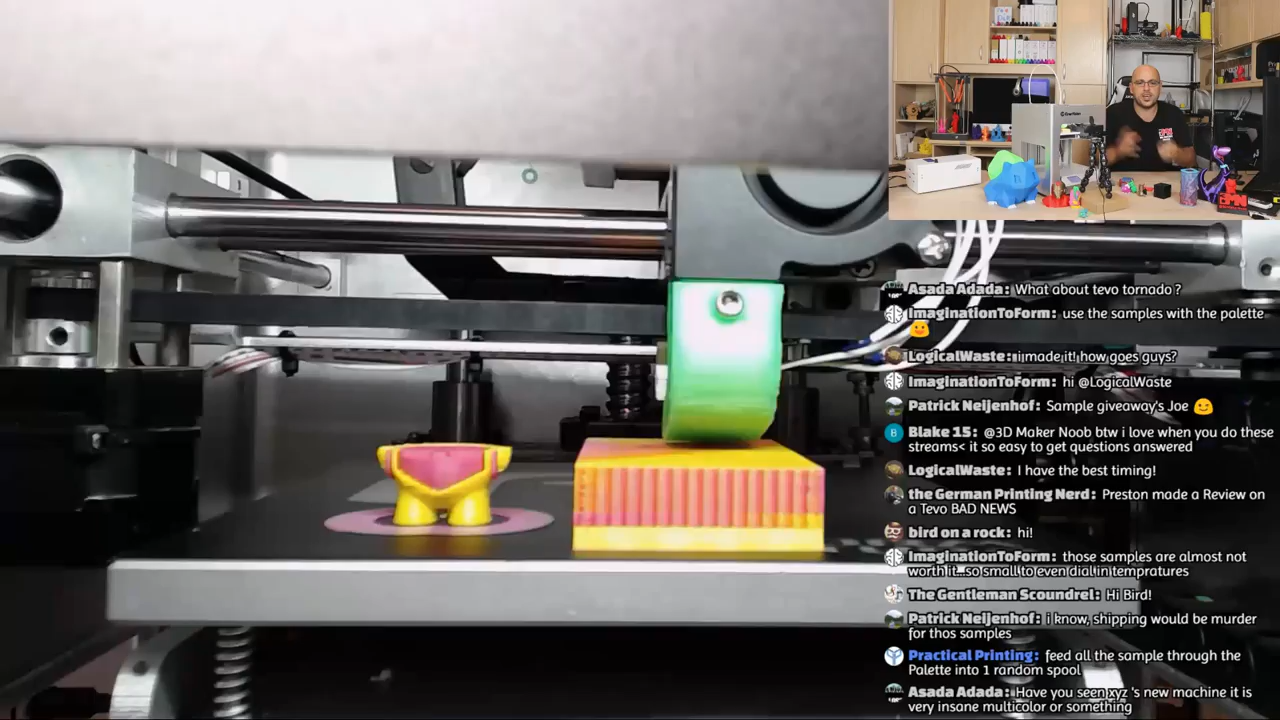 Asada Adada: What about tevo tornado ?
ImaginationToForm: use the samples with the palette
LogicalWaste: i made it! how goes guys?
ImaginationToForm: hi @LogicalWaste
Patrick Neijenhof: Sample giveaway's Joe
B
Blake 15: @3D Maker Noob btw i love when you do these
streams< it so easy to get questions answered
LogicalWaste: I have the best timing!
the German Printing Nerd: Preston made a Review on
a Tevo BAD NEWS
bird on a rock: hi!
ImaginationToForm: those samples are almost not
worth it...so small to even dial in tempratures
The Gentleman Scoundrel: Hi Bird!
Patrick Neijenhof: i know, shipping would be murder
for thos samples
Practical Printing: feed all the sample through the
Palette into 1 random spool
Asada Adada: Have you seen xyz 's new machine it is
very insane multicolor or something